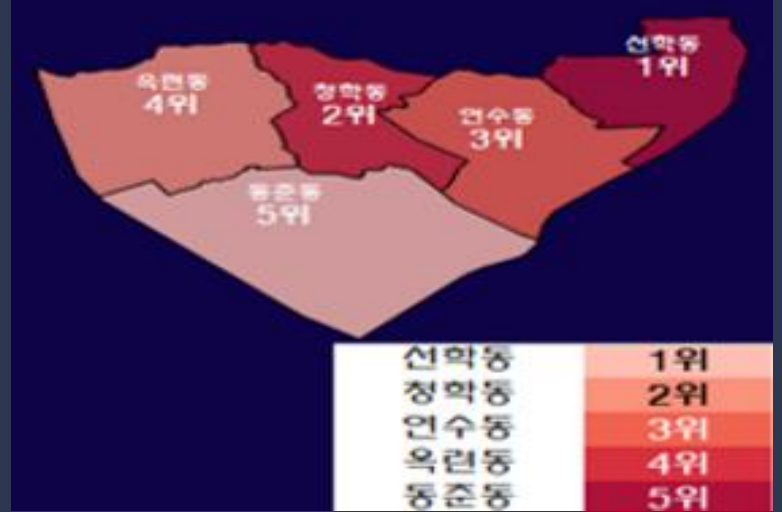 선학동
1위
옥련동
4위
청학동
2위
연수동
3위
동춘동
5위
선학동 1위
청학동 2위
연수동 3위
옥련동 4위
동춘동 5위